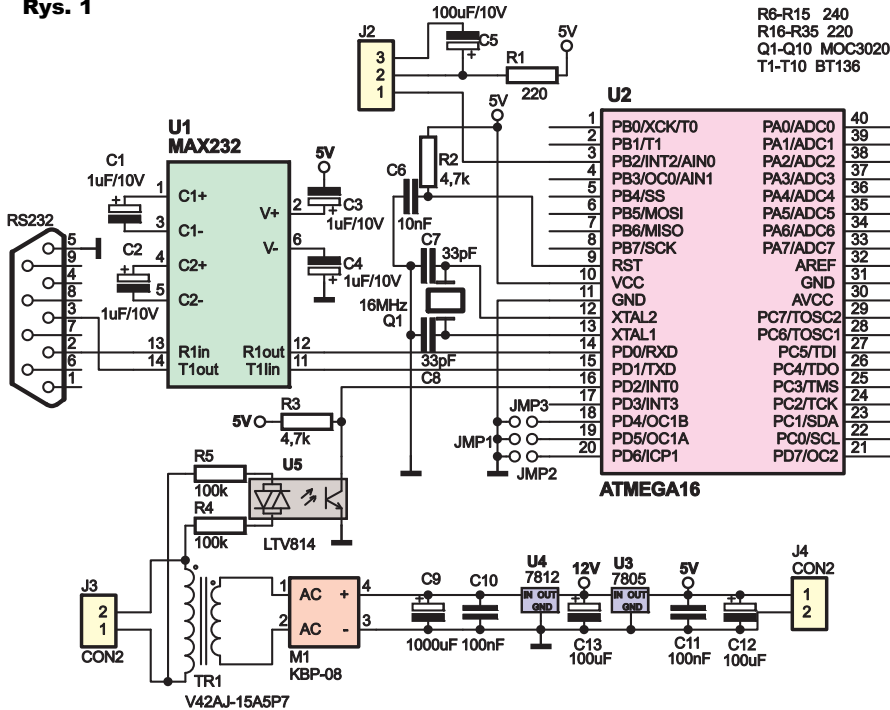 Rys. 1
R6-R15 240
R16-R35 220
Q1-Q10 MOC3020
T1-T10 BT136
100uF/10V
C5
J2
3
2
1
R1
220
5V
5V
U2
R2
4,7k
C6
10nF
C7
33pF
16MHz
Q1
33pF
C8
1 PB0/XCK/T0 PA0/ADC0 40
2 PB1/T1 PA1/ADC1 39
3 PB2/INT2/AIN0 PA2/ADC2 38
4 PB3/OC0/AIN1 PA3/ADC3 37
5 PB4/SS PA4/ADC4 36
6 PB5/MOSI PA5/ADC5 35
7 PB6/MISO PA6/ADC6 34
8 PB7/SCK PA7/ADC7 33
9 RST AREF 32
10 VCC GND 31
11 GND AVCC 30
12 XTAL2 PC7/TOSC2 29
13 XTAL1 PC6/TOSC1 28
14 PD0/RXD PC5/TDI 27
15 PD1/TXD PC4/TDO 26
16 PD2/INT0 PC3/TMS 25
17 PD3/INT3 PC2/TCK 24
18 PD4/OC1B PC1/SDA 23
19 PD5/OC1A PC0/SCL 22
20 PD6/ICP1 PD7/OC2 21
ATMEGA16
JMP3
JMP1
JMP2
U1
MAX232
C1
1uF/10V
1 C1+
3 C1-
C2
4 C2+
5 C2-
1uF/10V
5V
V+ 2
C3
1uF/10V
V- 6
C4
1uF/10V
13 R1in R1out 12
14 T1out T1Iin 11
RS232
5
9
4
8
3
7
2
6
1
5V
R3
4,7k
R5
100k
R4
100k
U5
LTV814
J3
2
1
CON2
TR1
V42AJ-15A5P7
1 AC + 4
2 AC - 3
M1
KBP-08
C9
1000uF
C10
100nF
U4
7812
IN OUT
GND
12V
C13
100uF
U3
7805
IN OUT
GND
5V
C11
100nF
C12
100uF
J4
CON2
1
2